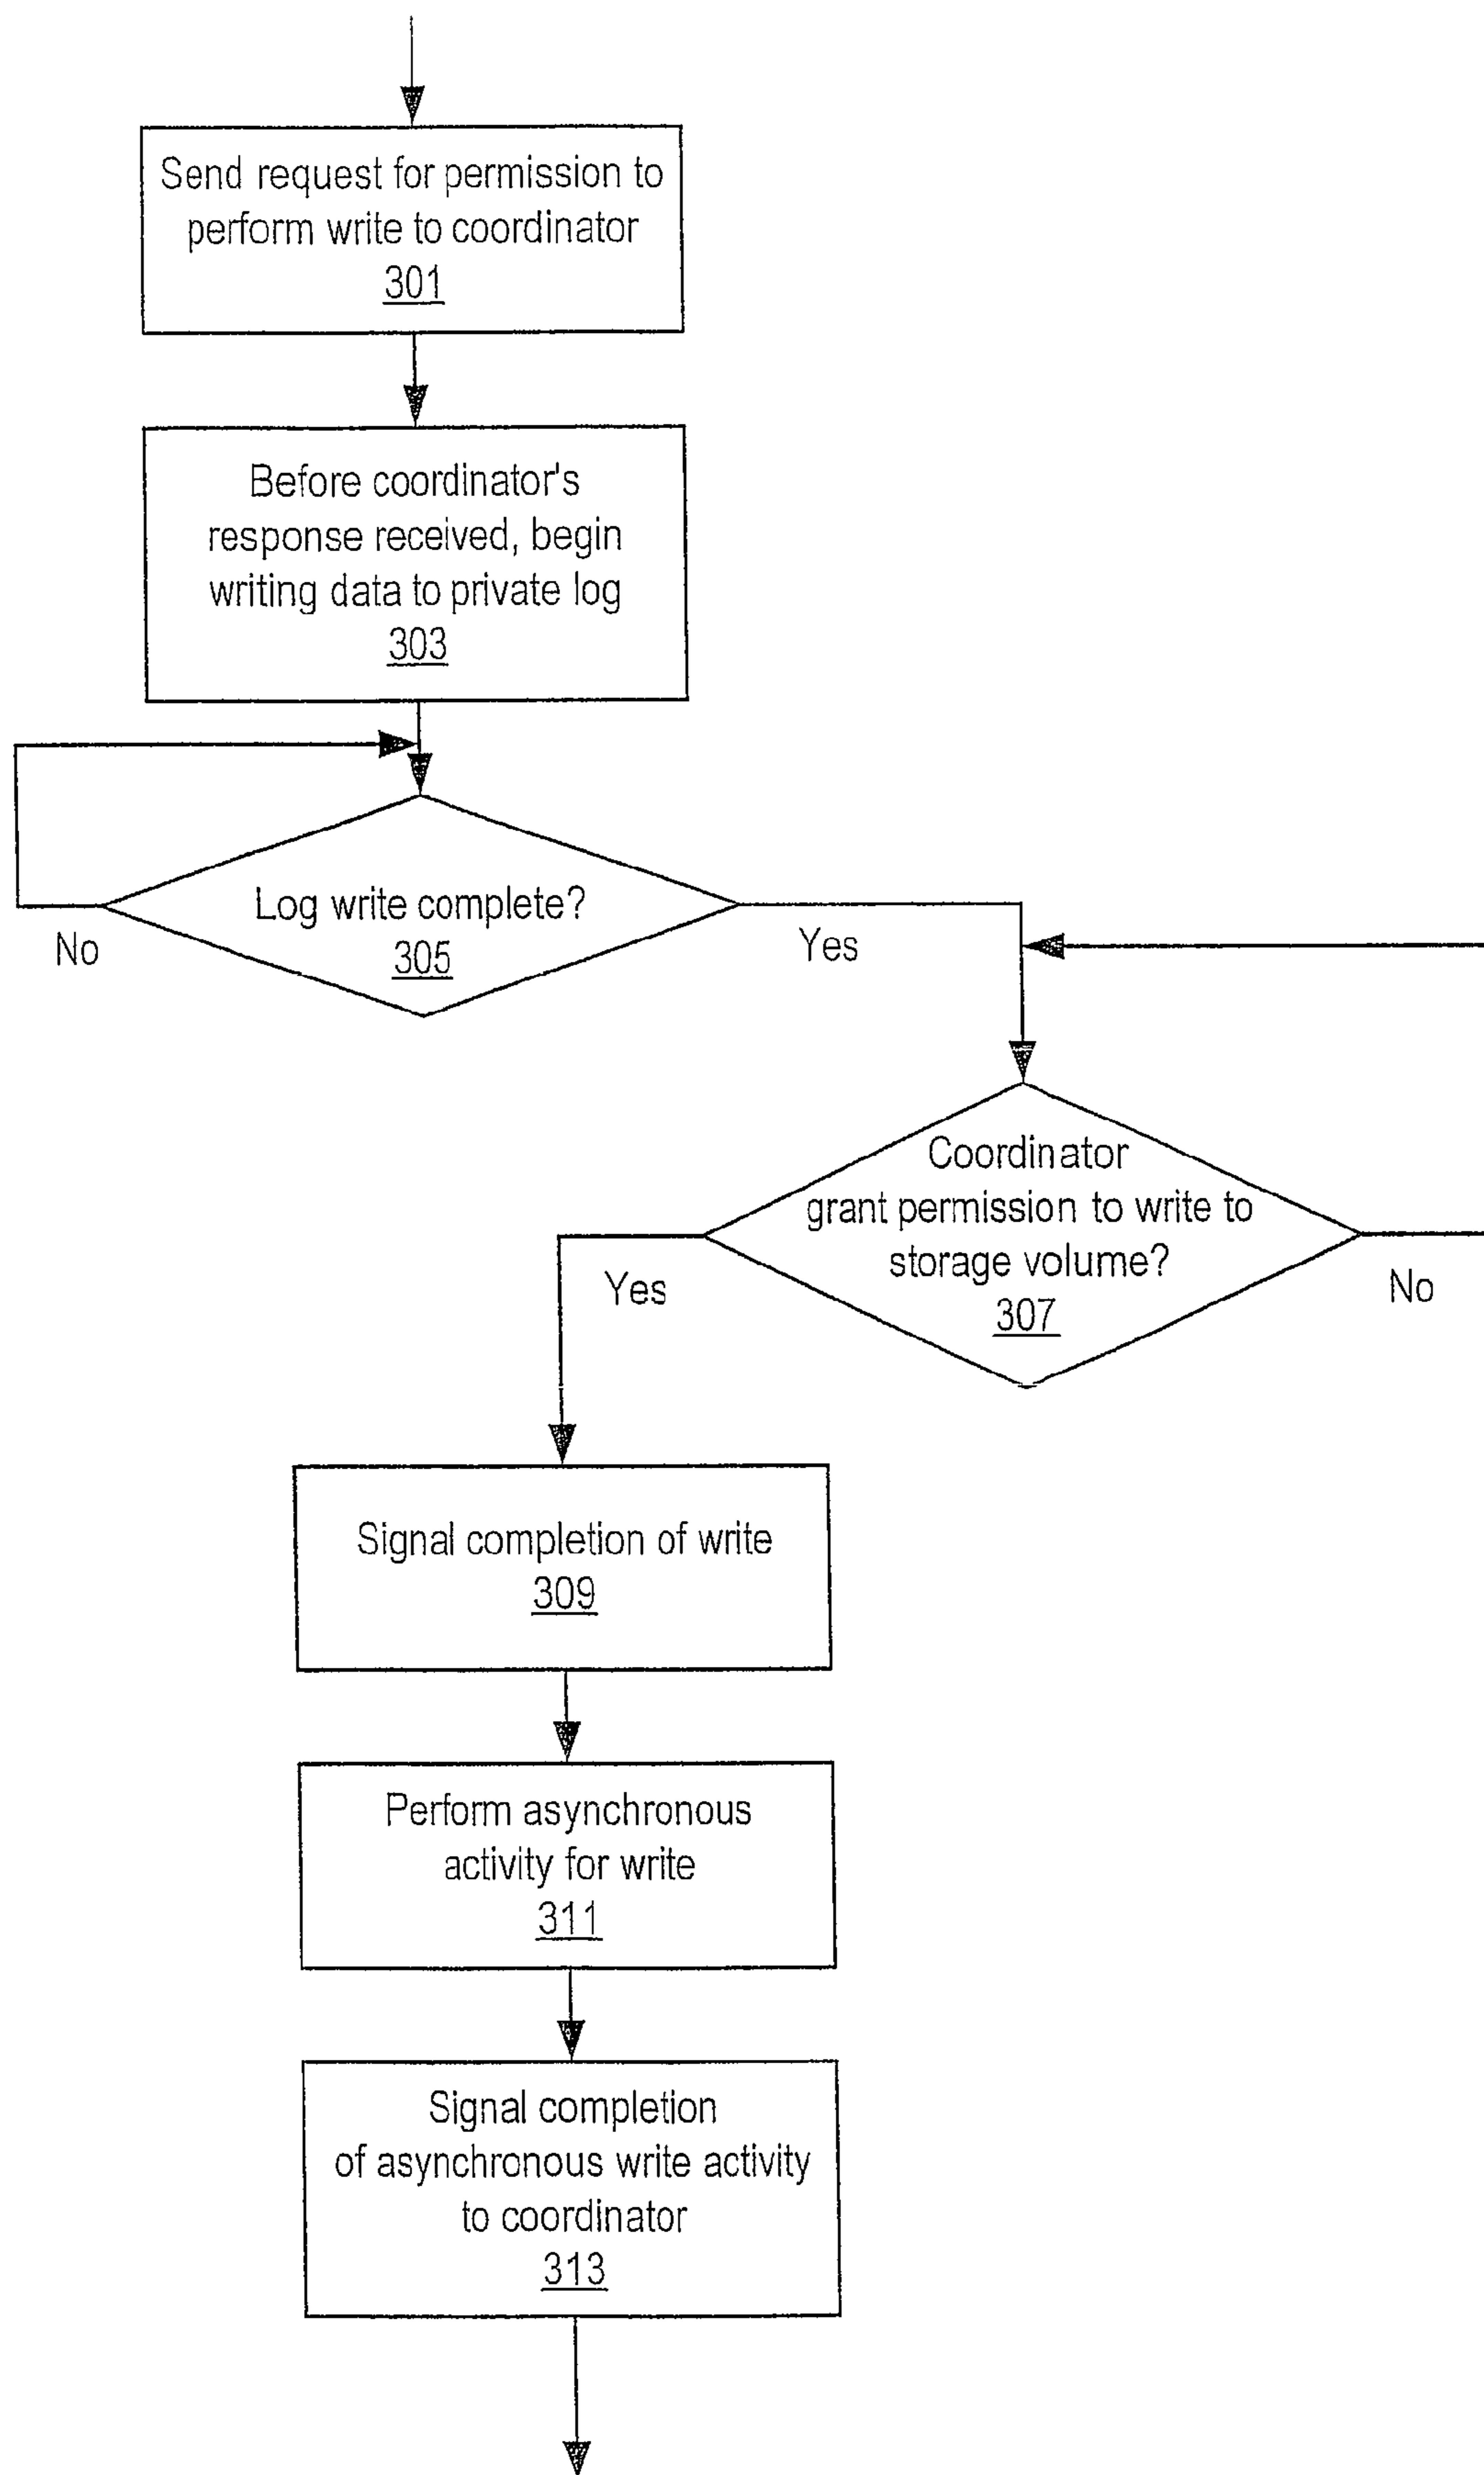 Send request for permission to
perform write to coordinator
301
Before coordinator's
response received, begin
writing data to private log
303
Log write complete?
305
No
Yes
Coordinator
grant permission to write to
storage volume?
307
Yes
No
Signal completion of write
309
Perform asynchronous
activity for write
311
Signal completion
of asynchronous write activity
to coordinator
313